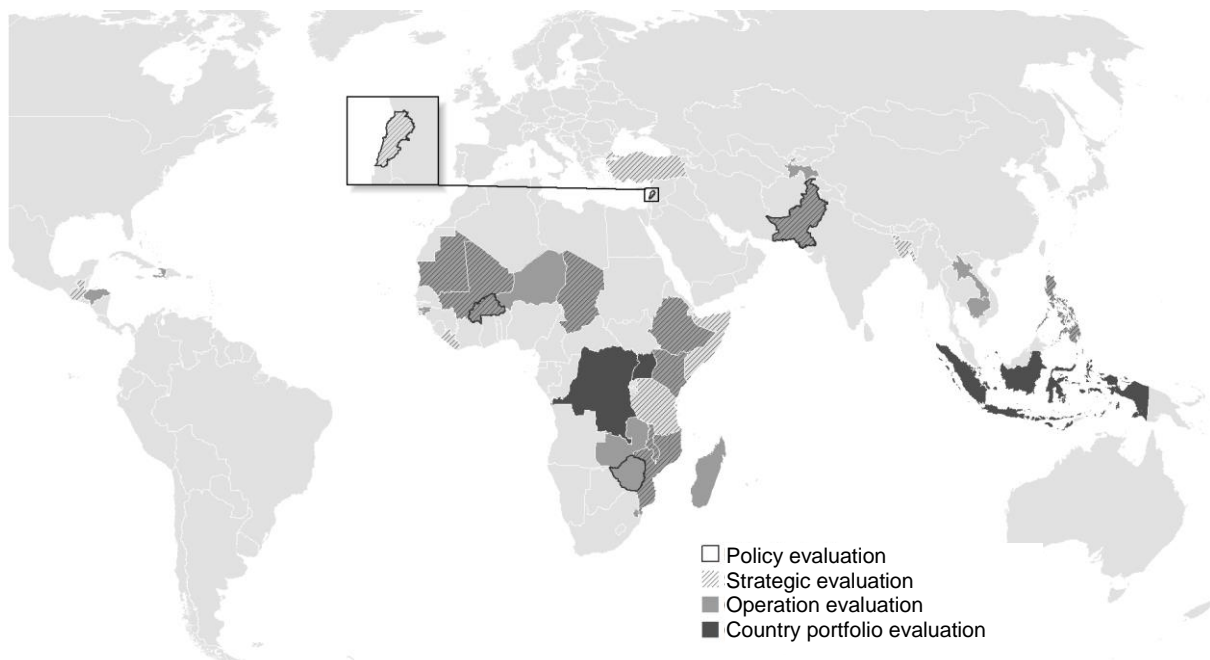 Policy evaluation
Strategic evaluation
Operation evaluation
Country portfolio evaluation